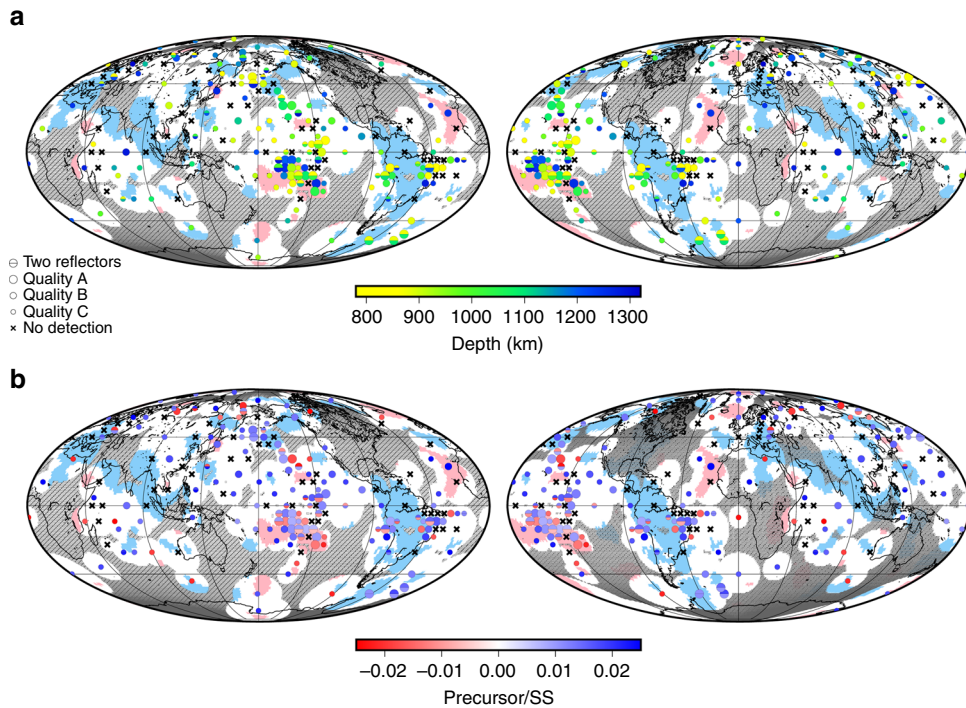 a
Two reflectors
Quality A
Quality B
Quality C
No detection
800 900 1000 1100 1200 1300
Depth (km)
b
−0.02 −0.01 0.00 0.01 0.02
Precursor/SS